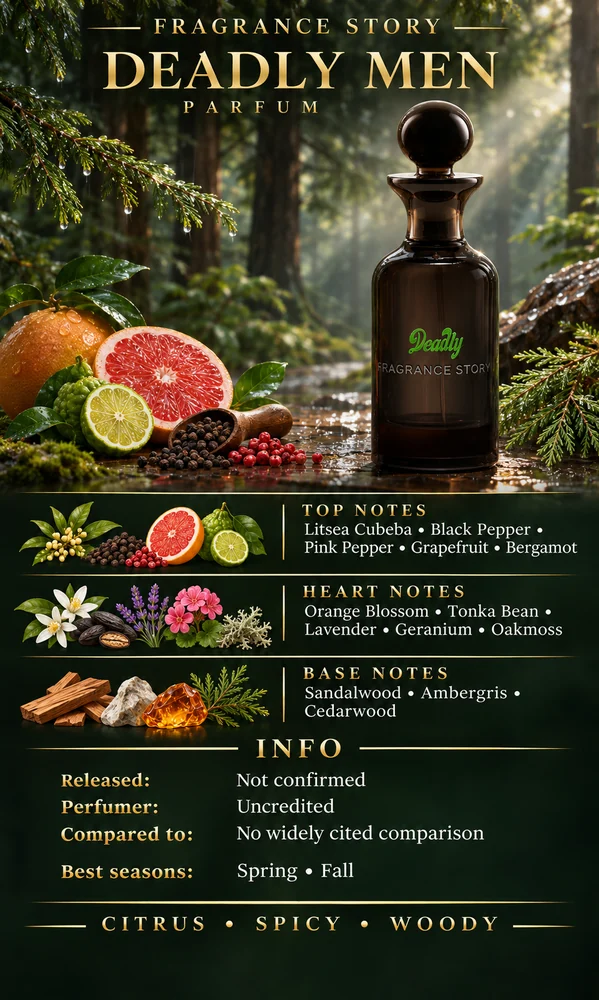 FRAGRANCE STORY
DEADLY MEN
PARFUM
Deadly
FRAGRANCE STORY
TOP NOTES
Litsea Cubeba • Black Pepper •
Pink Pepper • Grapefruit • Bergamot
HEART NOTES
Orange Blossom • Tonka Bean •
Lavender • Geranium • Oakmoss
BASE NOTES
Sandalwood • Ambergris •
Cedarwood
INFO
Released: Not confirmed
Perfumer: Uncredited
Compared to: No widely cited comparison
Best seasons: Spring • Fall
CITRUS • SPICY • WOODY